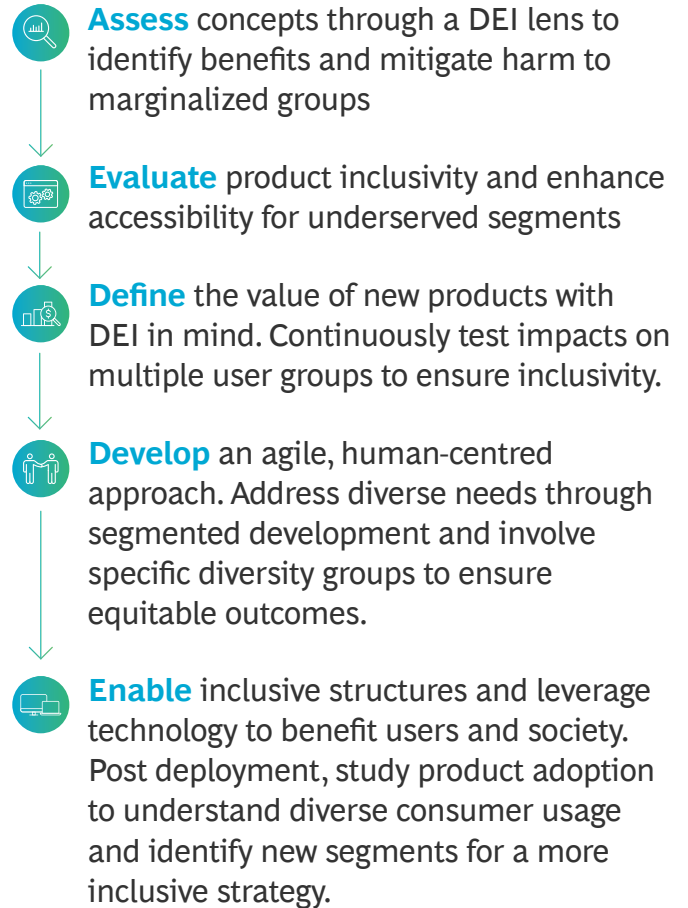 Assess concepts through a DEI lens to
identify benefits and mitigate harm to
marginalized groups
Evaluate product inclusivity and enhance
accessibility for underserved segments
Define the value of new products with
DEI in mind. Continuously test impacts on
multiple user groups to ensure inclusivity.
Develop an agile, human-centred
approach. Address diverse needs through
segmented development and involve
specific diversity groups to ensure
equitable outcomes.
Enable inclusive structures and leverage
technology to benefit users and society.
Post deployment, study product adoption
to understand diverse consumer usage
and identify new segments for a more
inclusive strategy.